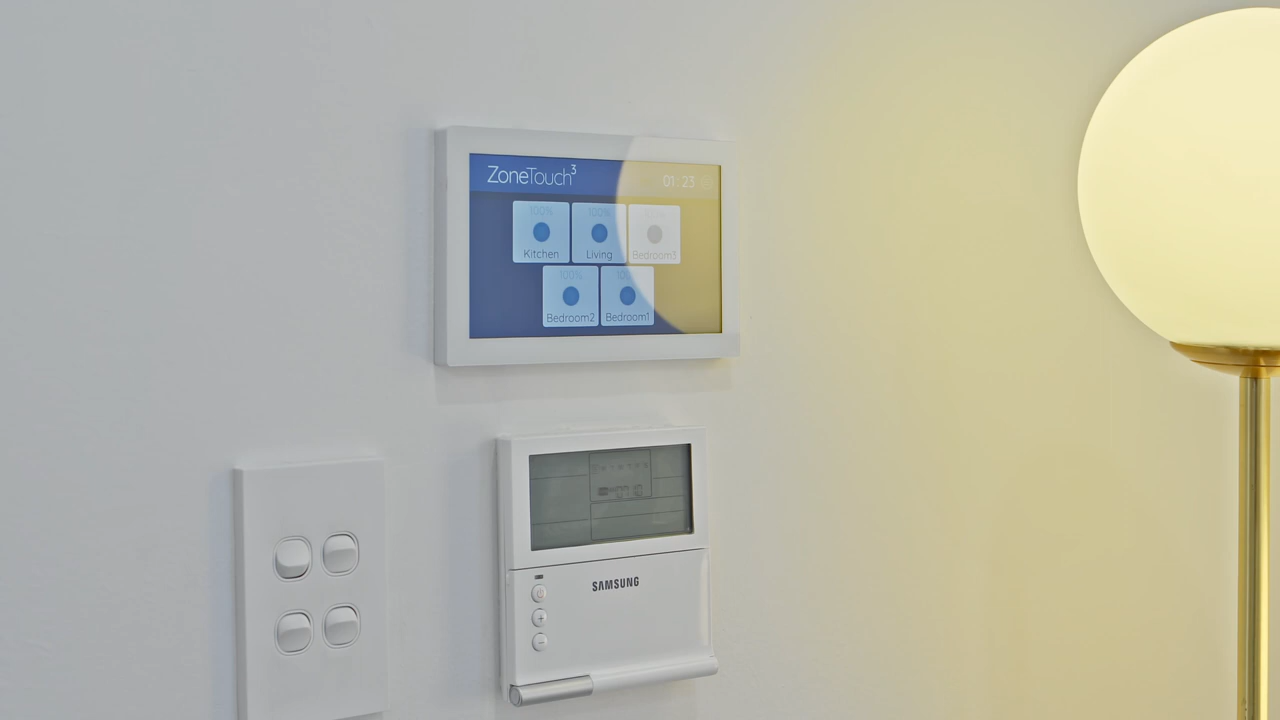 ZoneTouch³
01:23
100% 100%
Kitchen Living Bedroom3
100%
Bedroom2 Bedroom1
SAMSUNG